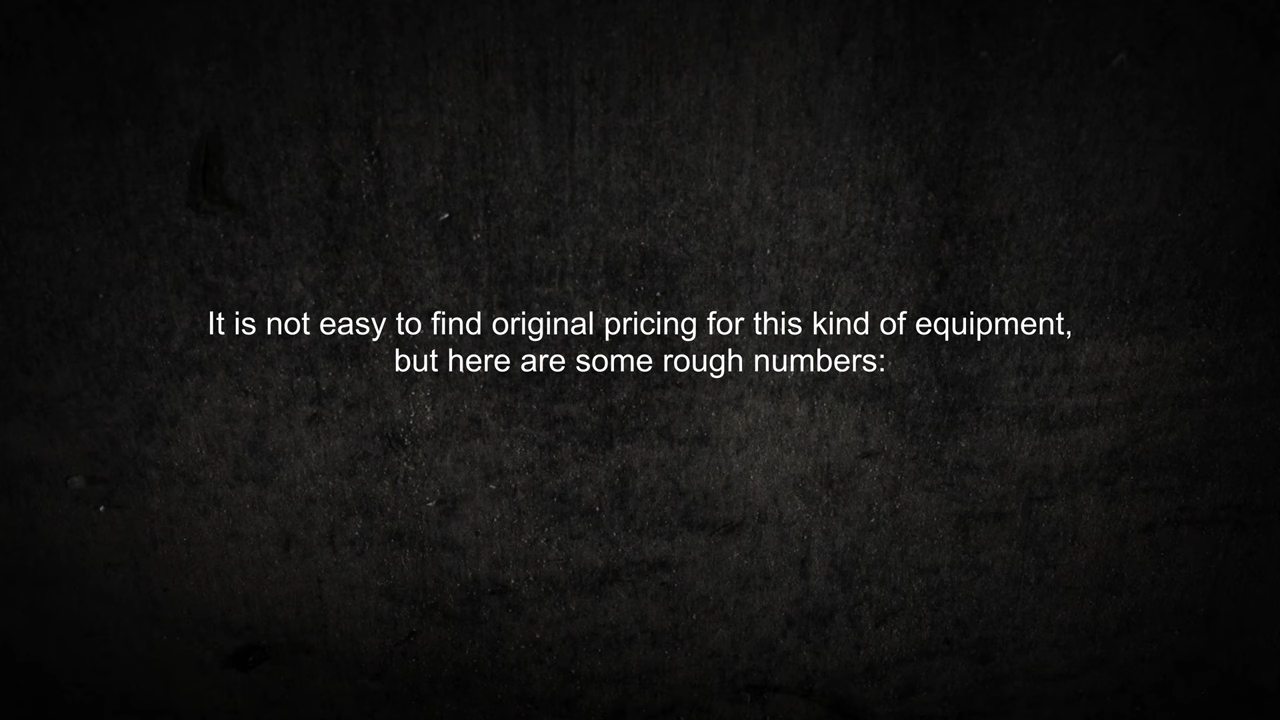 It is not easy to find original pricing for this kind of equipment,
but here are some rough numbers: